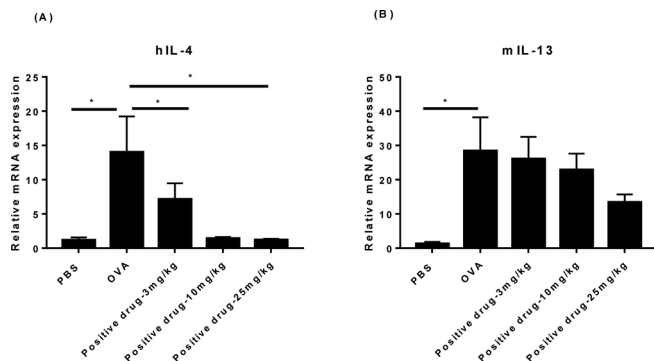 (A)
hIL-4
Relative mRNA expression
25
20
15
10
5
0
*
*
*
PBS
OVA
Positive drug-3mg/kg
Positive drug-10mg/kg
Positive drug-25mg/kg
(B)
mIL-13
Relative mRNA expression
50
40
30
20
10
0
*
PBS
OVA
Positive drug-3mg/kg
Positive drug-10mg/kg
Positive drug-25mg/kg